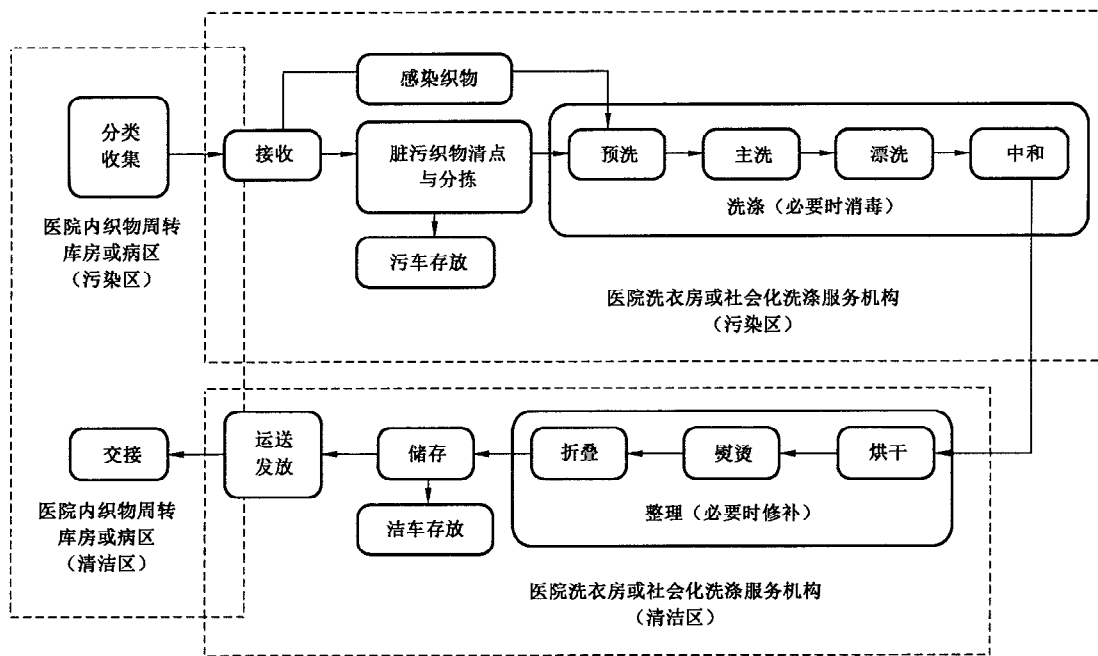 感染织物
分类
收集
接收
脏污织物清点
与分拣
预洗
主洗
漂洗
中和
洗涤（必要时消毒）
污车存放
医院内织物周转
库房或病区
（污染区）
医院洗衣房或社会化洗涤服务机构
（污染区）
交接
运送
发放
储存
折叠
熨烫
烘干
整理（必要时修补）
洁车存放
医院内织物周转
库房或病区
（清洁区）
医院洗衣房或社会化洗涤服务机构
（清洁区）